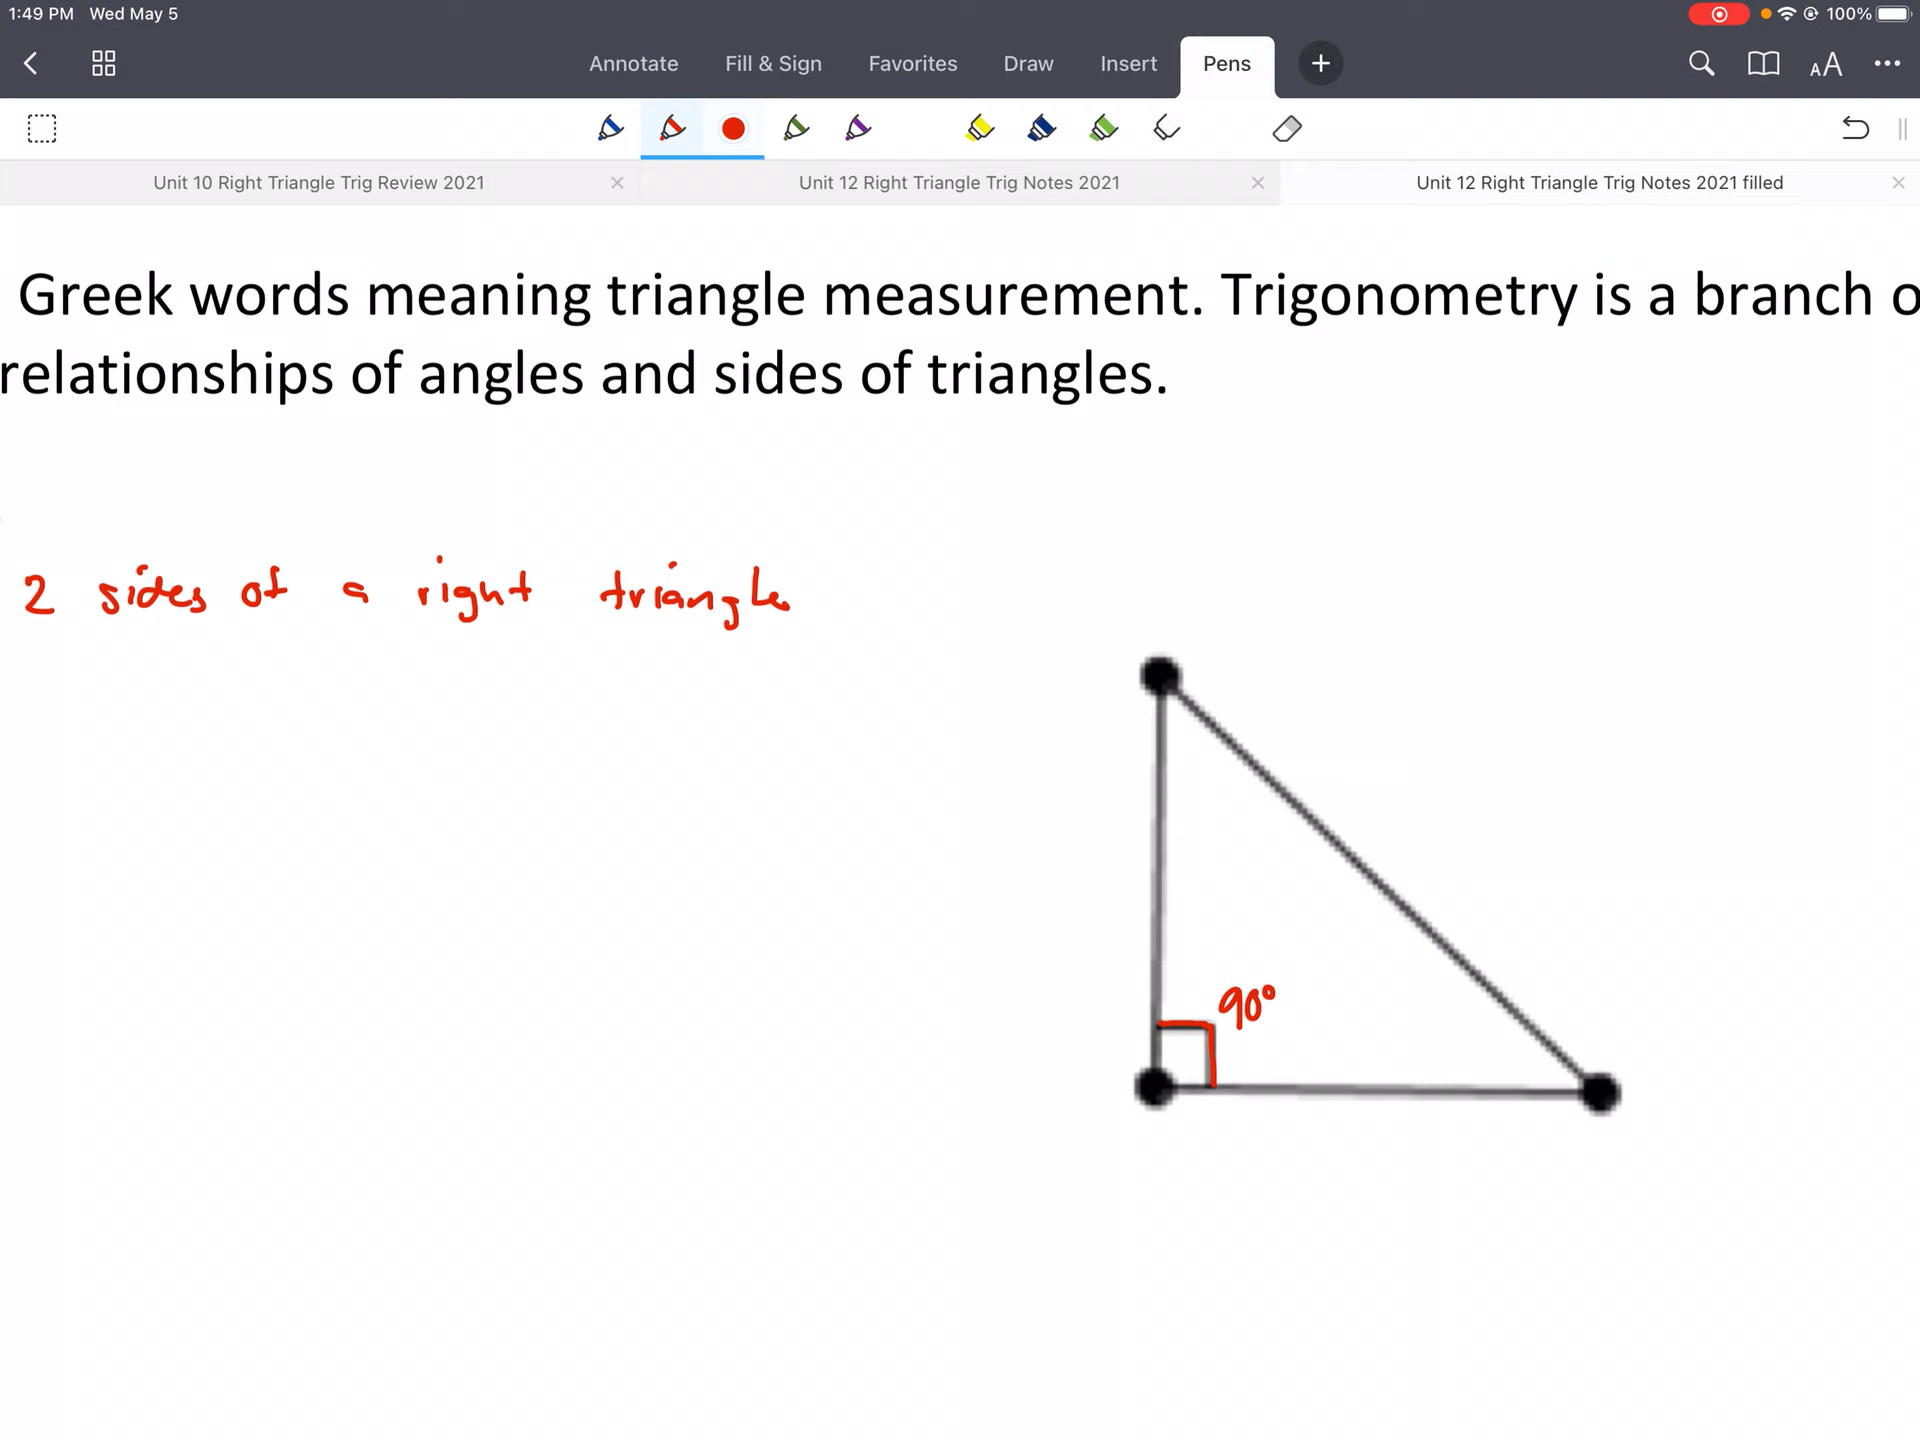 1:49 PM Wed May 5 100%
Annotate Fill & Sign Favorites Draw Insert Pens + AA
Unit 10 Right Triangle Trig Review 2021 × Unit 12 Right Triangle Trig Notes 2021 × Unit 12 Right Triangle Trig Notes 2021 filled ×
Greek words meaning triangle measurement. Trigonometry is a branch o
relationships of angles and sides of triangles.
2 sides of a right triangle
90°